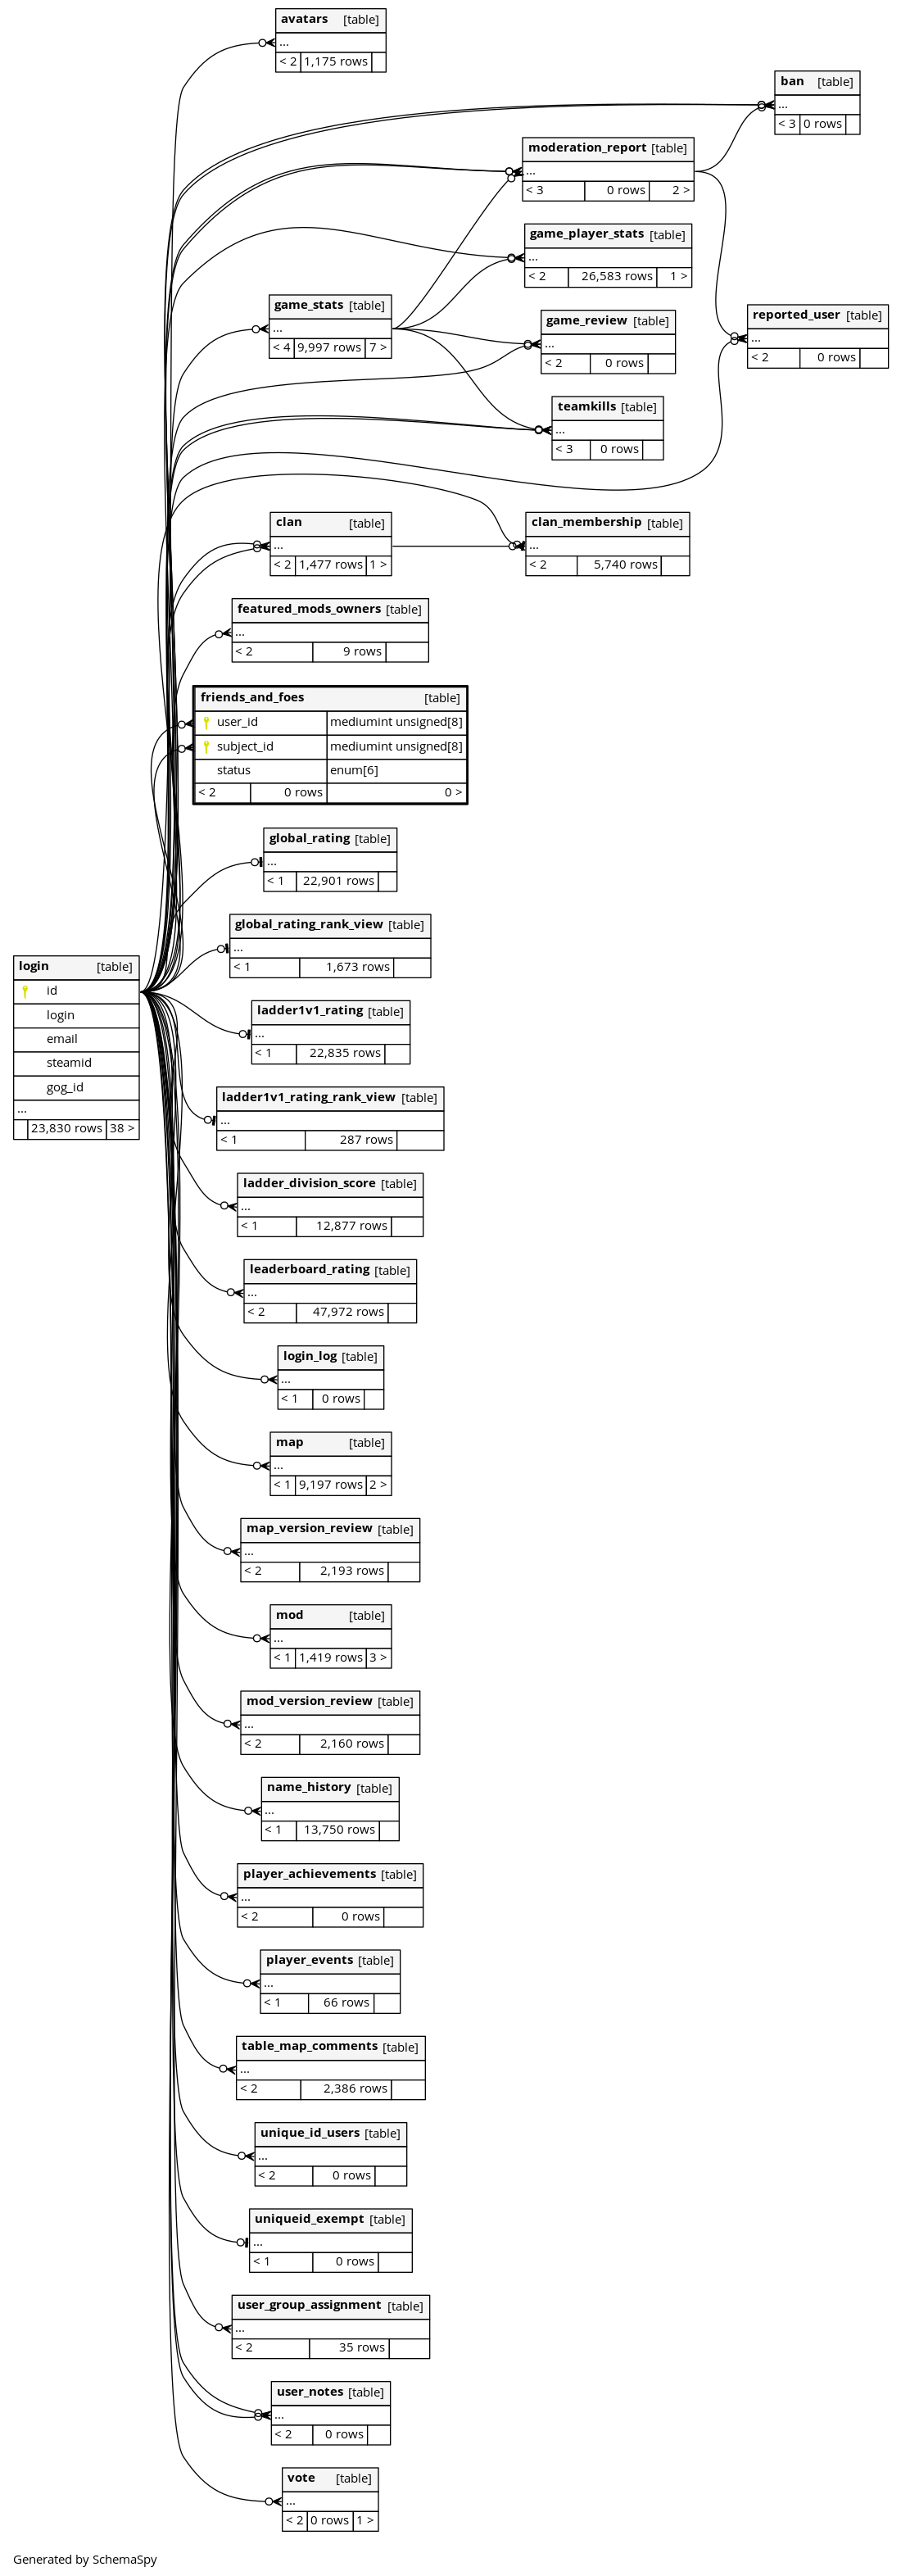 avatars [table]
...
< 2 1,175 rows
ban [table]
...
< 3 0 rows
moderation_report [table]
...
< 3 0 rows 2 >
game_player_stats [table]
...
< 2 26,583 rows 1 >
game_stats [table]
...
< 4 9,997 rows 7 >
game_review [table]
...
< 2 0 rows
reported_user [table]
...
< 2 0 rows
teamkills [table]
...
< 3 0 rows
clan [table]
...
< 2 1,477 rows 1 >
clan_membership [table]
...
< 2 5,740 rows
featured_mods_owners [table]
...
< 2 9 rows
friends_and_foes [table]
user_id mediumint unsigned[8]
subject_id mediumint unsigned[8]
status enum[6]
< 2 0 rows 0 >
global_rating [table]
...
< 1 22,901 rows
global_rating_rank_view [table]
...
< 1 1,673 rows
login [table]
id
login
email
steamid
gog_id
...
23,830 rows 38 >
ladder1v1_rating [table]
...
< 1 22,835 rows
ladder1v1_rating_rank_view [table]
...
< 1 287 rows
ladder_division_score [table]
...
< 1 12,877 rows
leaderboard_rating [table]
...
< 2 47,972 rows
login_log [table]
...
< 1 0 rows
map [table]
...
< 1 9,197 rows 2 >
map_version_review [table]
...
< 2 2,193 rows
mod [table]
...
< 1 1,419 rows 3 >
mod_version_review [table]
...
< 2 2,160 rows
name_history [table]
...
< 1 13,750 rows
player_achievements [table]
...
< 2 0 rows
player_events [table]
...
< 1 66 rows
table_map_comments [table]
...
< 2 2,386 rows
unique_id_users [table]
...
< 2 0 rows
uniqueid_exempt [table]
...
< 1 0 rows
user_group_assignment [table]
...
< 2 35 rows
user_notes [table]
...
< 2 0 rows
vote [table]
...
< 2 0 rows 1 >
Generated by SchemaSpy